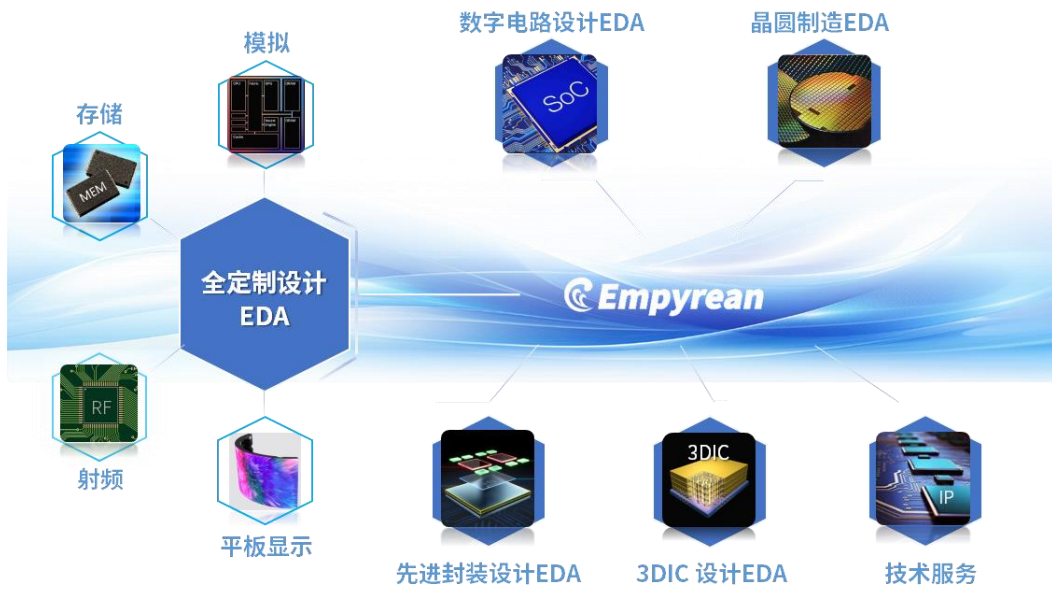 数字电路设计EDA
晶圆制造EDA
模拟
SoC
存储
MEM
全定制设计
EDA
Empyrean
RF
射频
平板显示
3DIC
IP
先进封装设计EDA
3DIC 设计EDA
技术服务